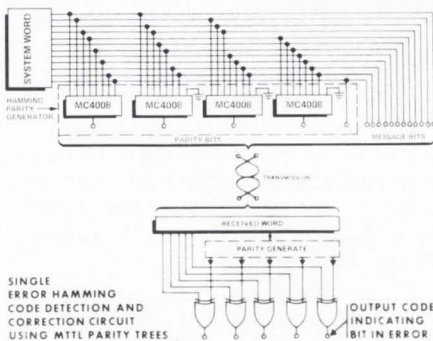 SYSTEM WORD
HAMMING
PARITY
GENERATOR
MC4008
MC4008
MC4008
MC4008
PARITY BITS
MESSAGE BITS
TRANSMISSION
RECEIVED WORD
PARITY GENERATE
SINGLE
ERROR HAMMING
CODE DETECTION AND
CORRECTION CIRCUIT
USING MTTL PARITY TREES
OUTPUT CODE
INDICATING
BIT IN ERROR